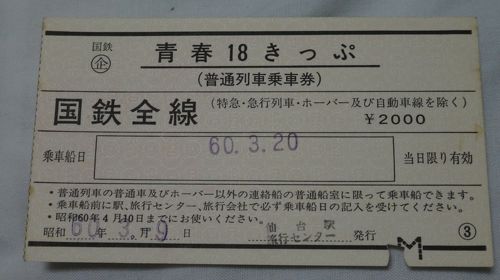 国鉄
企
青春18きっぷ
(普通列車乗車券)
国鉄全線
(特急・急行列車・ホーバー及び自動車線を除く)
¥2000
乗車船日
60.3.20
当日限り有効
・普通列車の普通車及びホーバー以外の連絡船の普通船室に限って乗車船できます。
・乗車船前に駅、旅行センター、旅行会社で必ず乗車船日の記入を受けてください。
・昭和60年4月10日までにお使いください。
昭和 60年 3.月9 日
仙台駅
旅行センター 発行
③